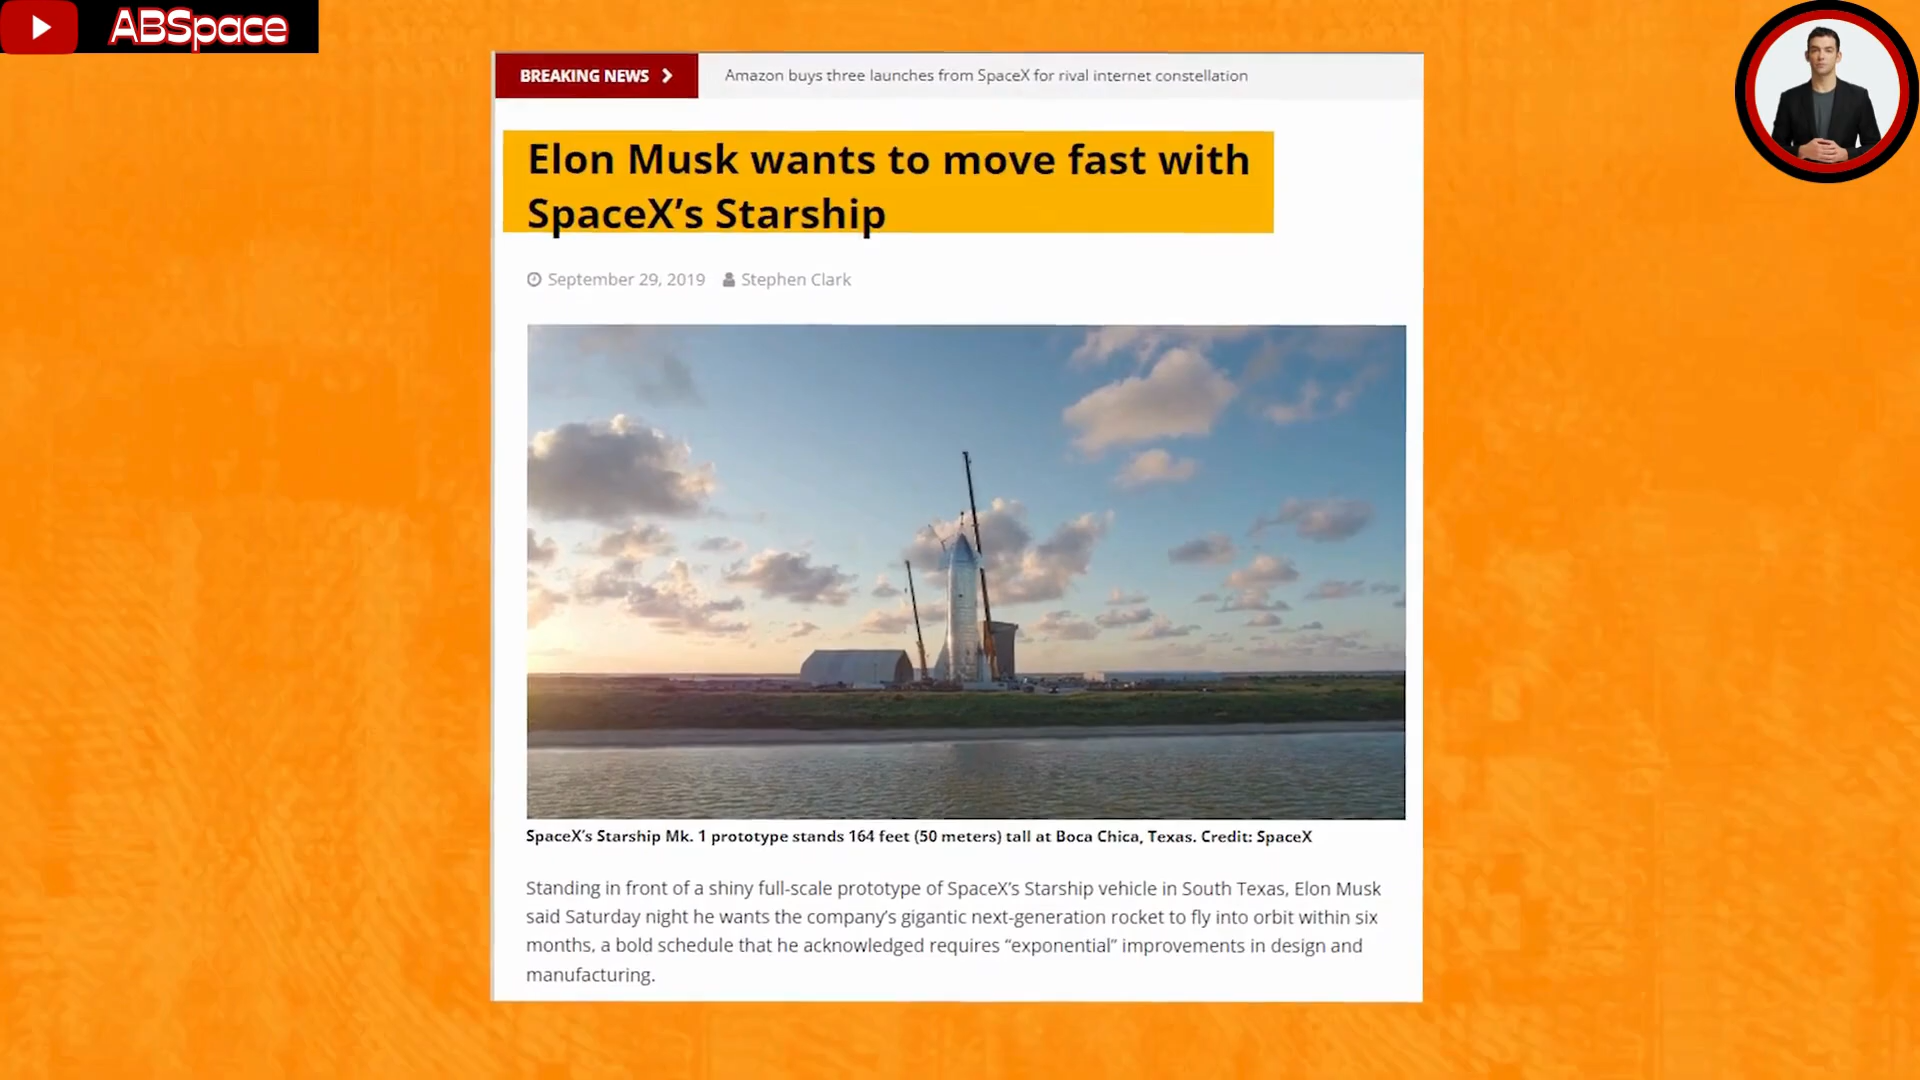 ABSpace
BREAKING NEWS
Amazon buys three launches from SpaceX for rival internet constellation
Elon Musk wants to move fast with
SpaceX’s Starship
September 29, 2019 Stephen Clark
SpaceX’s Starship Mk. 1 prototype stands 164 feet (50 meters) tall at Boca Chica, Texas. Credit: SpaceX
Standing in front of a shiny full-scale prototype of SpaceX’s Starship vehicle in South Texas, Elon Musk
said Saturday night he wants the company’s gigantic next-generation rocket to fly into orbit within six
months, a bold schedule that he acknowledged requires “exponential” improvements in design and
manufacturing.